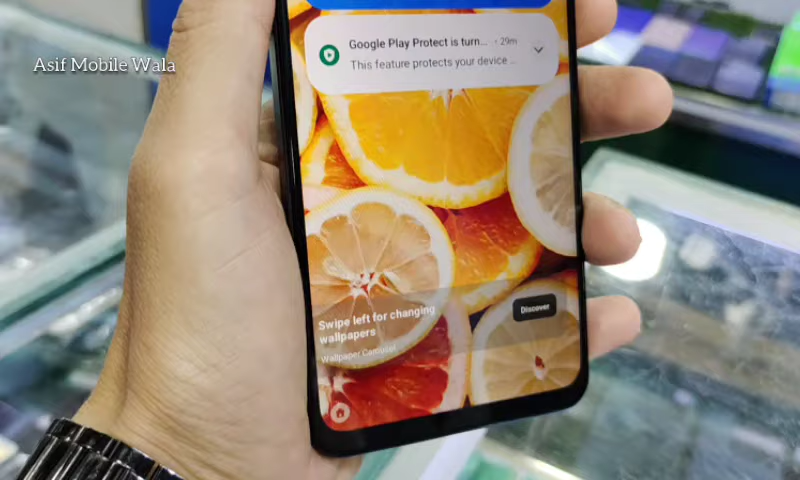 Google Play Protect is turn... • 29m
Asif Mobile Wala
This feature protects your device ...
Swipe left for changing
wallpapers
Discover
Wallpaper Carousel